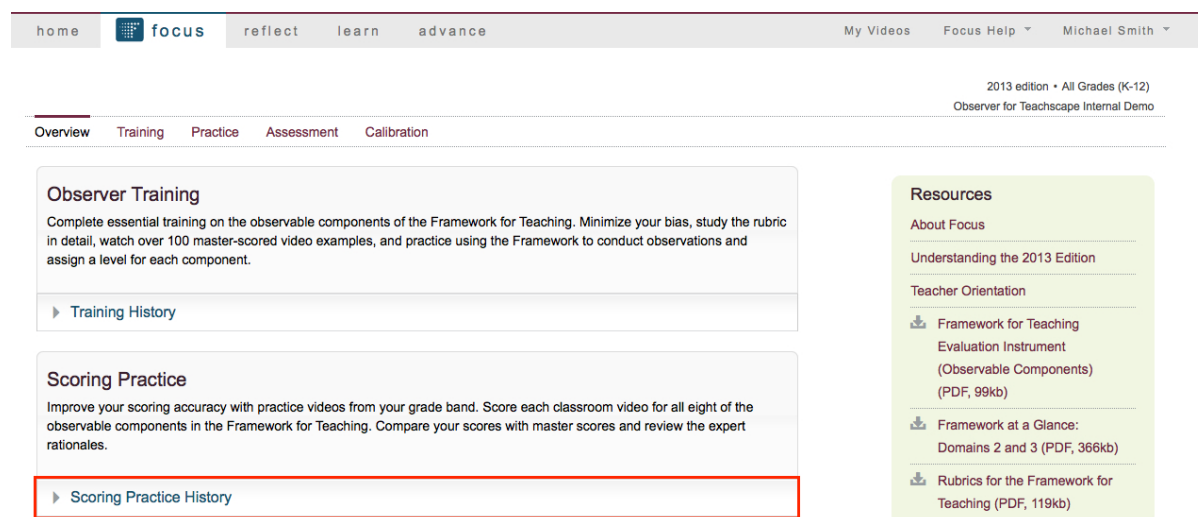 home focus reflect learn advance My Videos Focus Help Michael Smith
2013 edition • All Grades (K-12)
Observer for Teachscape Internal Demo
Overview Training Practice Assessment Calibration
Observer Training
Complete essential training on the observable components of the Framework for Teaching. Minimize your bias, study the rubric
in detail, watch over 100 master-scored video examples, and practice using the Framework to conduct observations and
assign a level for each component.
Training History
Scoring Practice
Improve your scoring accuracy with practice videos from your grade band. Score each classroom video for all eight of the
observable components in the Framework for Teaching. Compare your scores with master scores and review the expert
rationales.
Scoring Practice History
Resources
About Focus
Understanding the 2013 Edition
Teacher Orientation
Framework for Teaching
Evaluation Instrument
(Observable Components)
(PDF, 99kb)
Framework at a Glance:
Domains 2 and 3 (PDF, 366kb)
Rubrics for the Framework for
Teaching (PDF, 119kb)